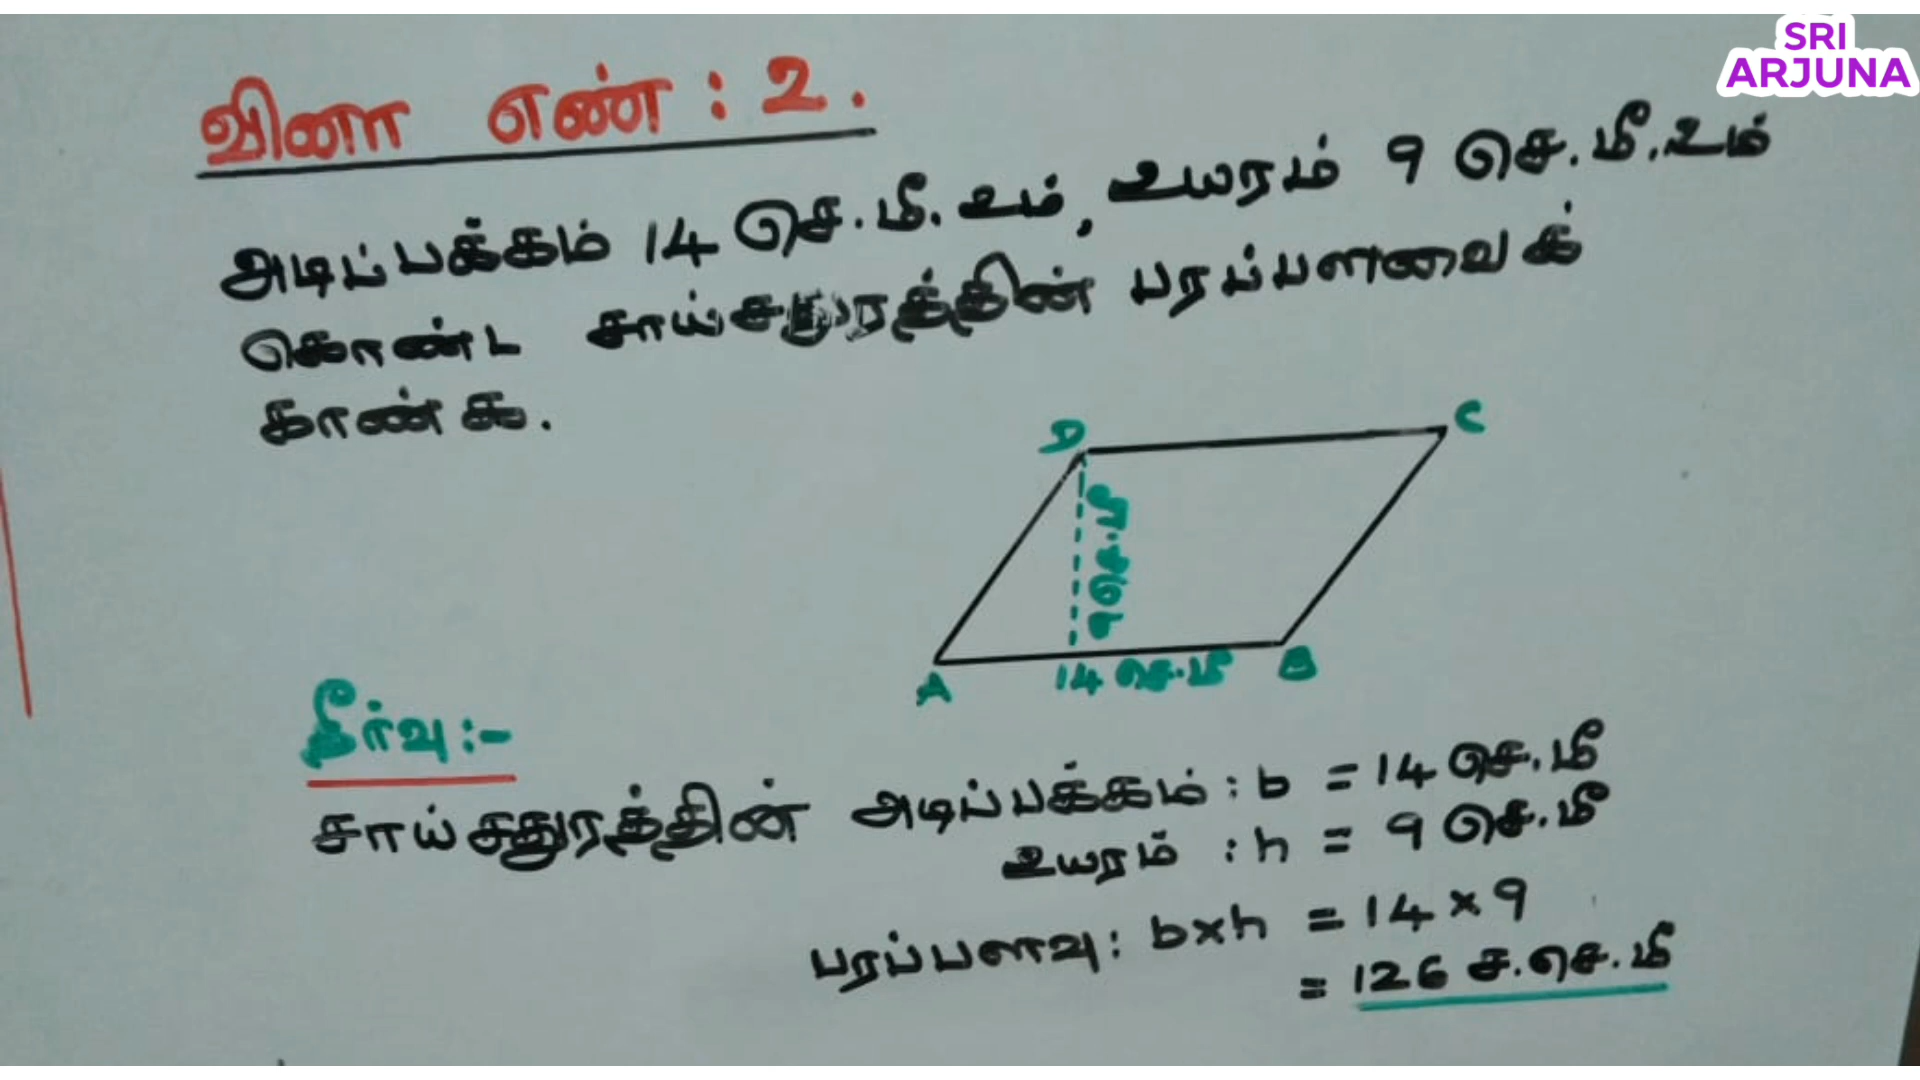 SRI
ARJUNA
வினா எண் : 2 .
அடிப்பக்கம் 14 செ.மீ. உம், உயரம் 9 செ.மீ.உம்
கொண்ட சாய்சதுரத்தின் பரப்பளவைக்
காண்க.
D
C
9 செ.மீ
A
14 செ.மீ
B
தீர்வு :-
சாய்சதுரத்தின் அடிப்பக்கம் : b = 14 செ.மீ
உயரம் : h = 9 செ.மீ
பரப்பளவு : b×h = 14 × 9
= 126 ச.செ.மீ